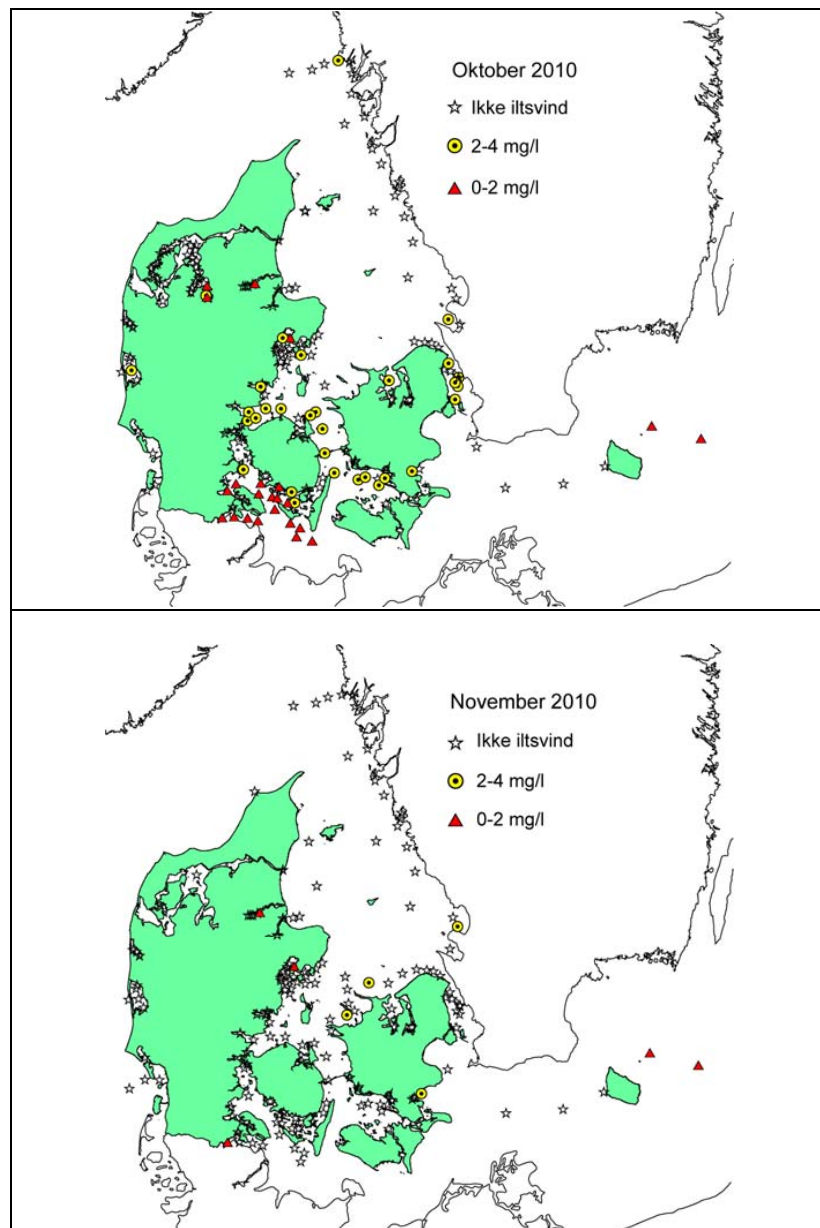 Oktober 2010
Ikke iltsvind
2-4 mg/l
0-2 mg/l
November 2010
Ikke iltsvind
2-4 mg/l
0-2 mg/l